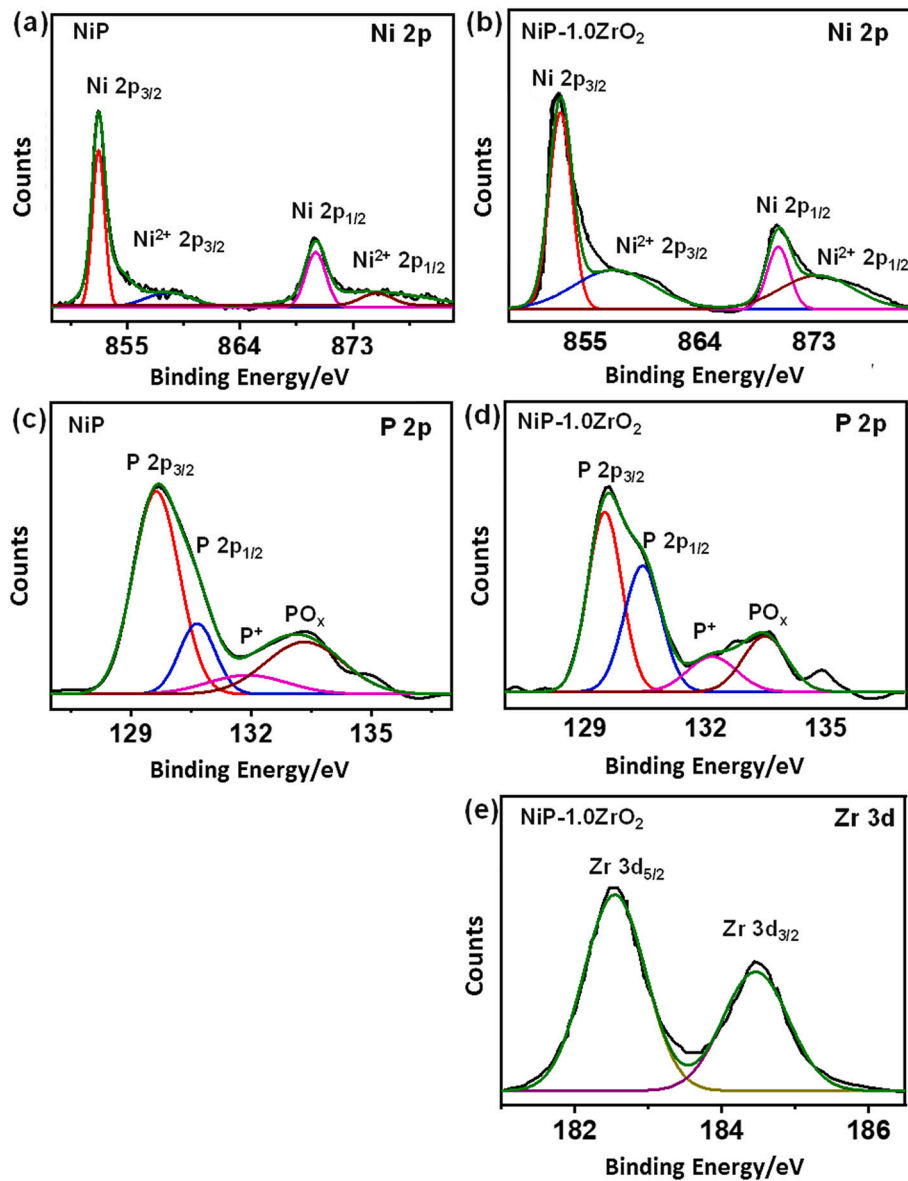 (a)
NiP
Ni 2p
Ni 2p3/2
Ni2+ 2p3/2
Ni 2p1/2
Ni2+ 2p1/2
Counts
855
864
873
Binding Energy/eV
(b)
NiP-1.0ZrO2
Ni 2p
Ni 2p3/2
Ni2+ 2p3/2
Ni 2p1/2
Ni2+ 2p1/2
Counts
855
864
873
Binding Energy/eV
(c)
NiP
P 2p
P 2p3/2
P 2p1/2
P+
POx
Counts
129
132
135
Binding Energy/eV
(d)
NiP-1.0ZrO2
P 2p
P 2p3/2
P 2p1/2
P+
POx
Counts
129
132
135
Binding Energy/eV
(e)
NiP-1.0ZrO2
Zr 3d
Zr 3d5/2
Zr 3d3/2
Counts
182
184
186
Binding Energy/eV